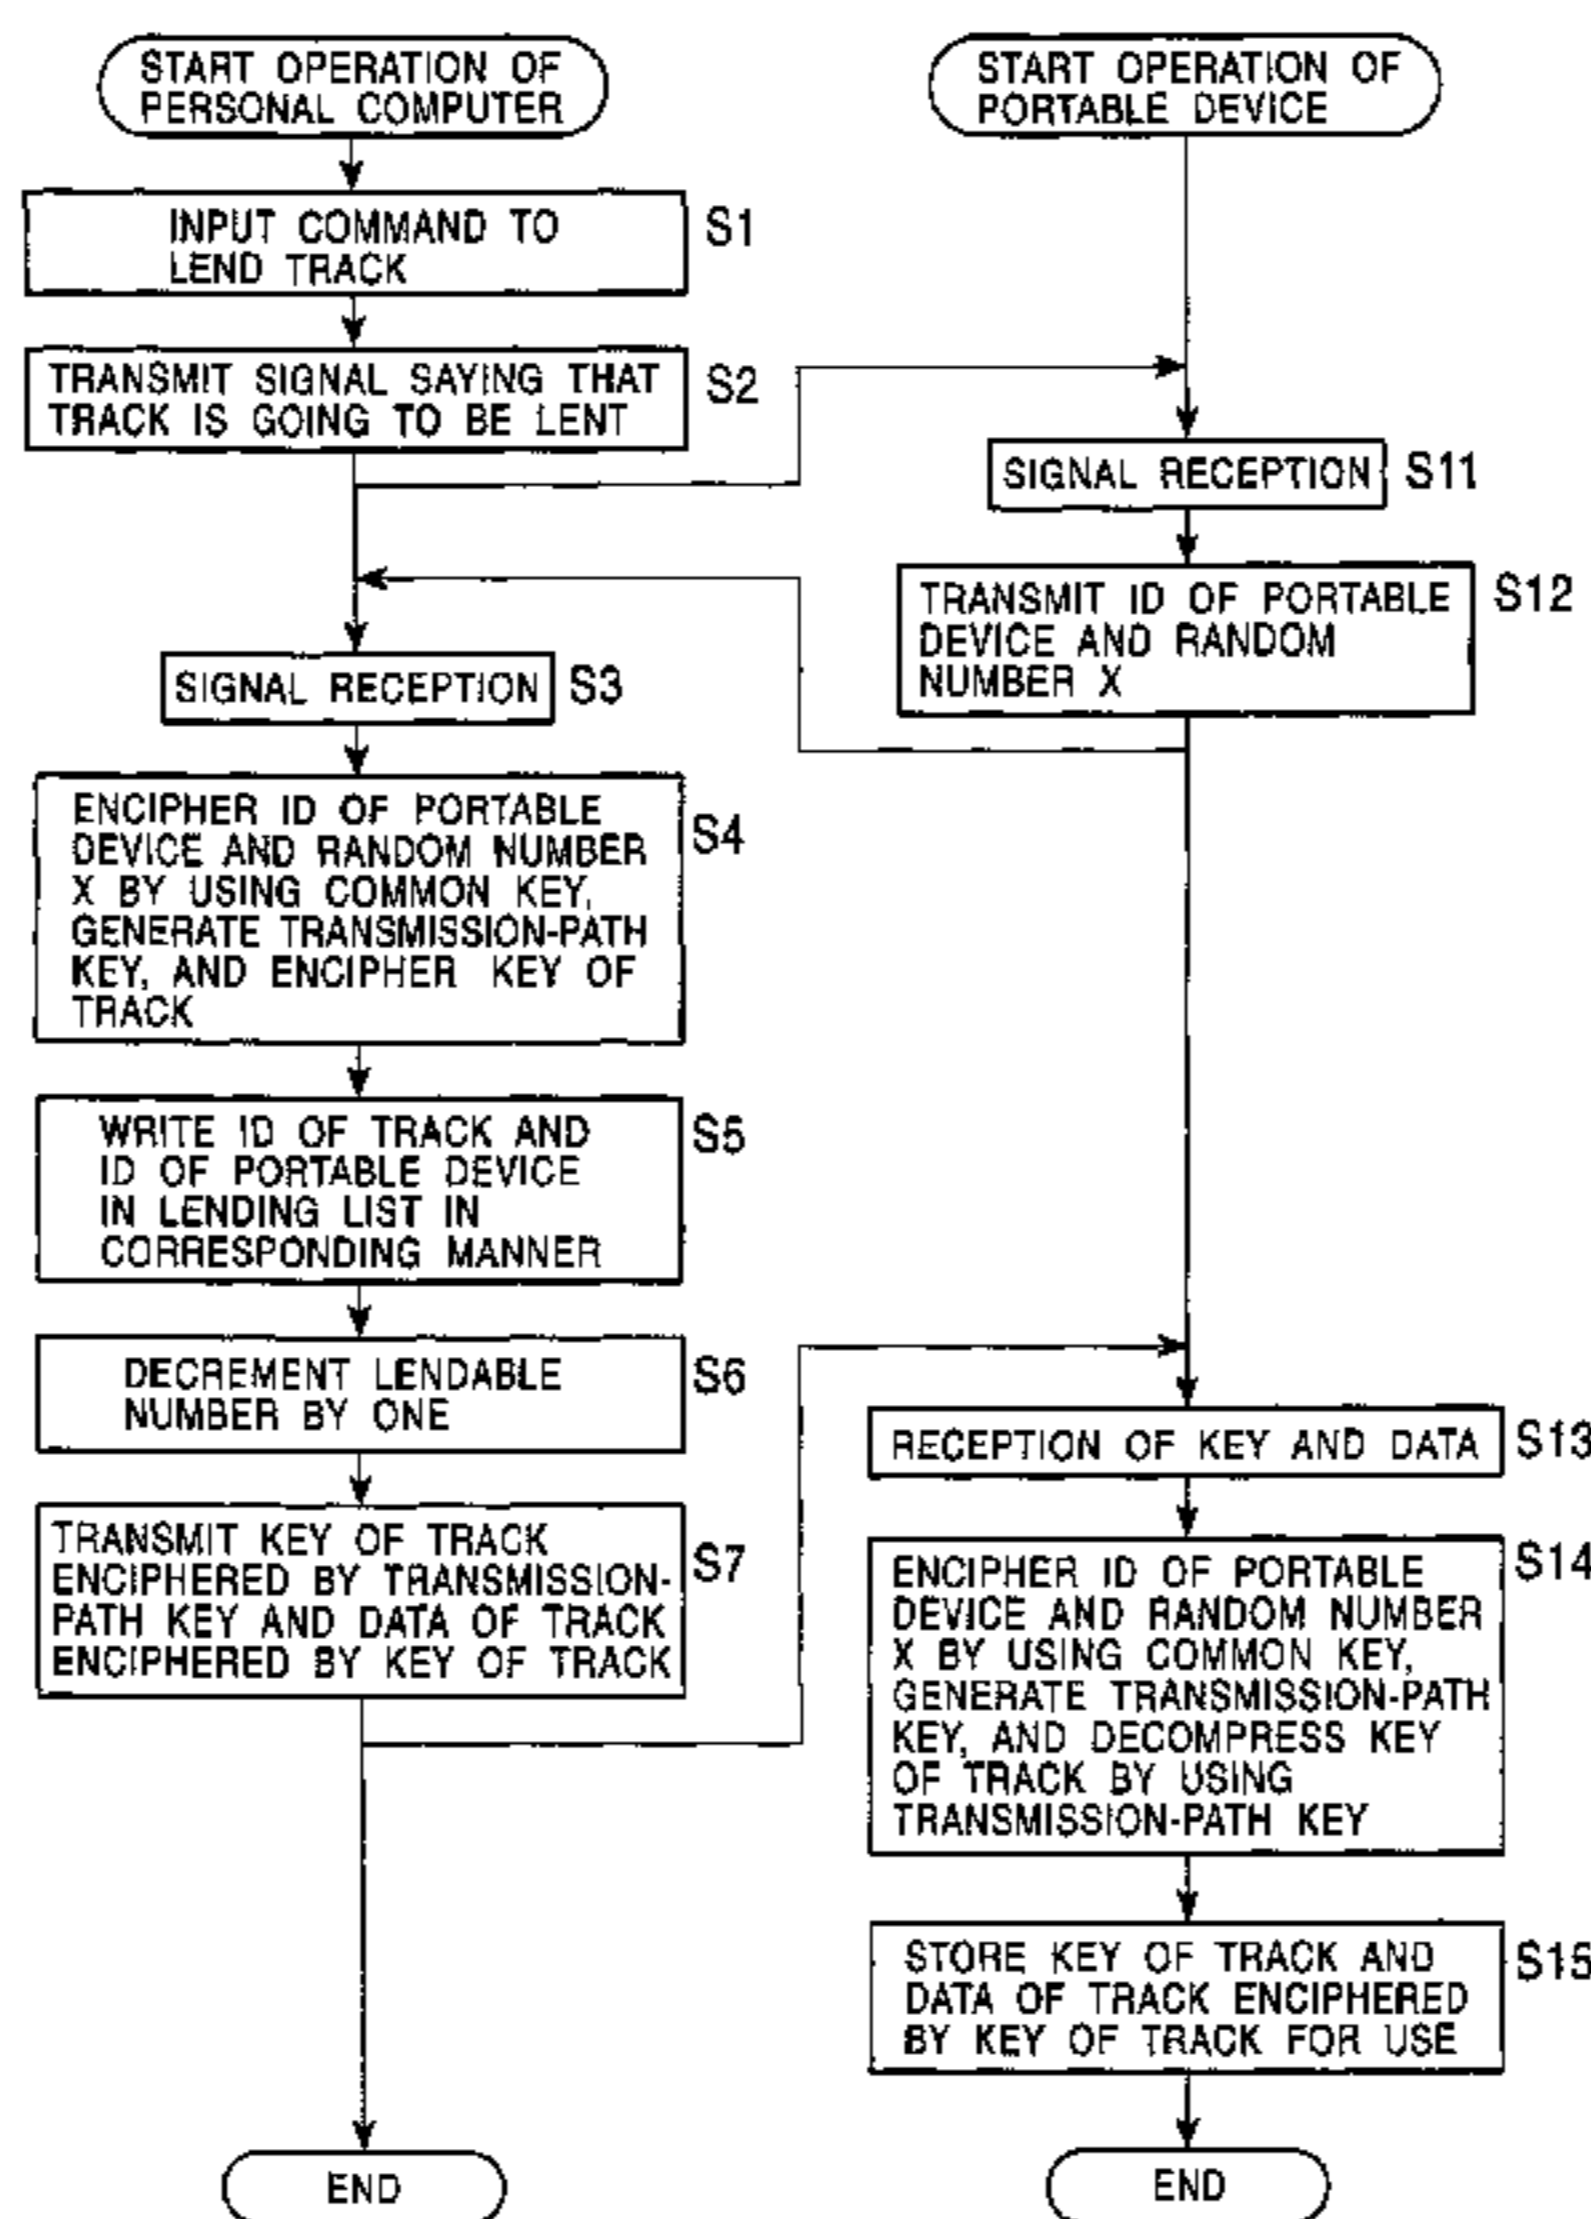 START OPERATION OF
PERSONAL COMPUTER
INPUT COMMAND TO
LEND TRACK
S1
TRANSMIT SIGNAL SAYING THAT
TRACK IS GOING TO BE LENT
S2
SIGNAL RECEPTION
S3
ENCIPHER ID OF PORTABLE
DEVICE AND RANDOM NUMBER
X BY USING COMMON KEY,
GENERATE TRANSMISSION-PATH
KEY, AND ENCIPHER KEY OF
TRACK
S4
WRITE ID OF TRACK AND
ID OF PORTABLE DEVICE
IN LENDING LIST IN
CORRESPONDING MANNER
S5
DECREMENT LENDABLE
NUMBER BY ONE
S6
TRANSMIT KEY OF TRACK
ENCIPHERED BY TRANSMISSION-
PATH KEY AND DATA OF TRACK
ENCIPHERED BY KEY OF TRACK
S7
END
START OPERATION OF
PORTABLE DEVICE
SIGNAL RECEPTION
S11
TRANSMIT ID OF PORTABLE
DEVICE AND RANDOM
NUMBER X
S12
RECEPTION OF KEY AND DATA
S13
ENCIPHER ID OF PORTABLE
DEVICE AND RANDOM NUMBER
X BY USING COMMON KEY,
GENERATE TRANSMISSION-PATH
KEY, AND DECOMPRESS KEY
OF TRACK BY USING
TRANSMISSION-PATH KEY
S14
STORE KEY OF TRACK AND
DATA OF TRACK ENCIPHERED
BY KEY OF TRACK FOR USE
S15
END